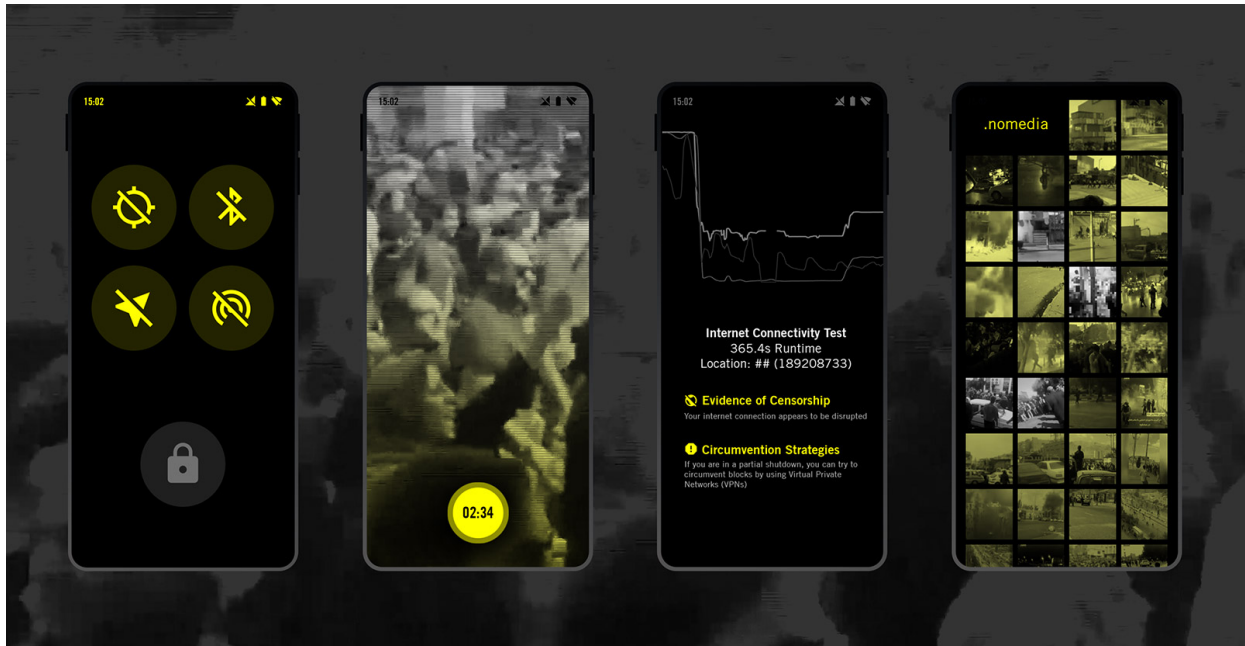 15:02
15:02
02:34
15:02
Internet Connectivity Test
365.4s Runtime
Location: ## (189208733)
Evidence of Censorship
Your internet connection appears to be disrupted
Circumvention Strategies
If you are in a partial shutdown, you can try to
circumvent blocks by using Virtual Private
Networks (VPNs)
.nomedia